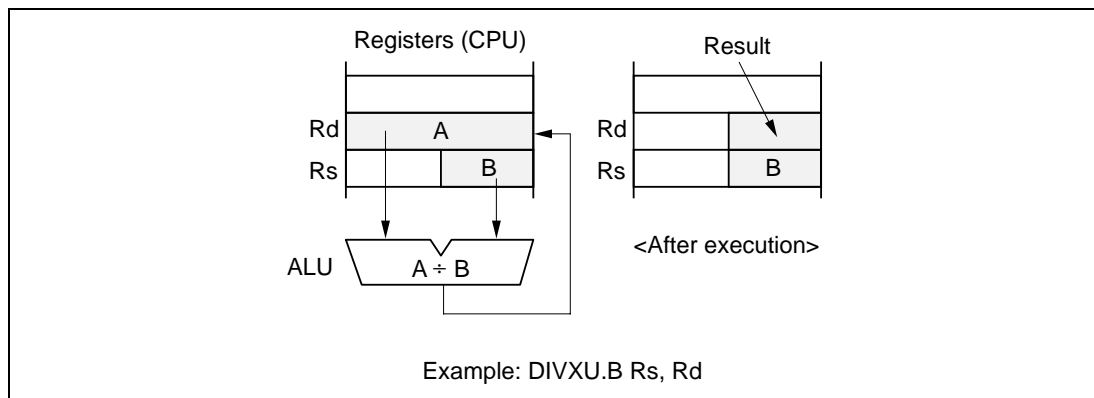 Registers (CPU)
Result
Rd
A
Rd
Rs
B
Rs
B
<After execution>
ALU
A ÷ B
Example: DIVXU.B Rs, Rd